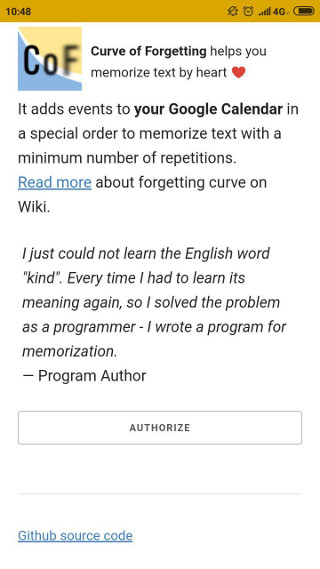 10:48
4G
CoF
Curve of Forgetting helps you
memorize text by heart ❤️
It adds events to your Google Calendar in
a special order to memorize text with a
minimum number of repetitions.
Read more about forgetting curve on
Wiki.
I just could not learn the English word
"kind". Every time I had to learn its
meaning again, so I solved the problem
as a programmer - I wrote a program for
memorization.
— Program Author
AUTHORIZE
Github source code